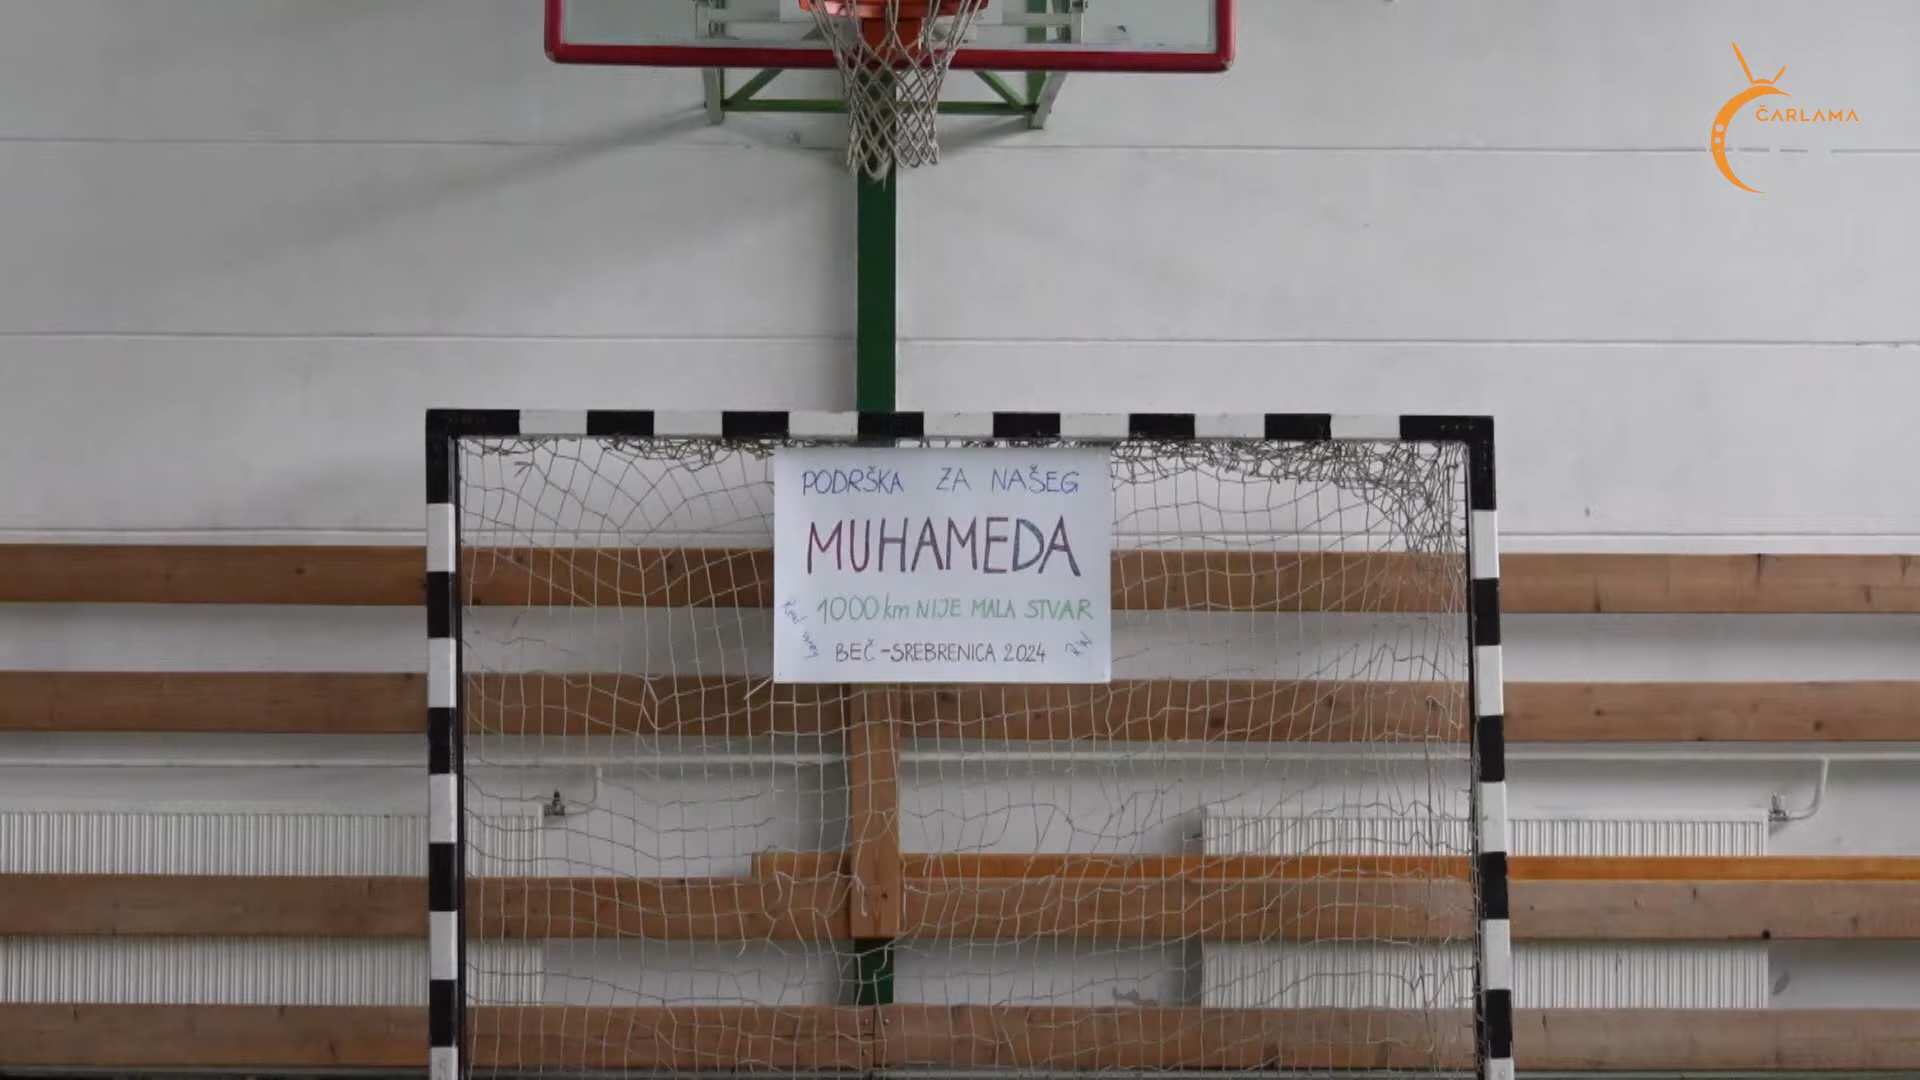 ČARLAMA
PODRŠKA ZA NAŠEG
MUHAMEDA
1000 km NIJE MALA STVAR
BEČ - SREBRENICA 2024